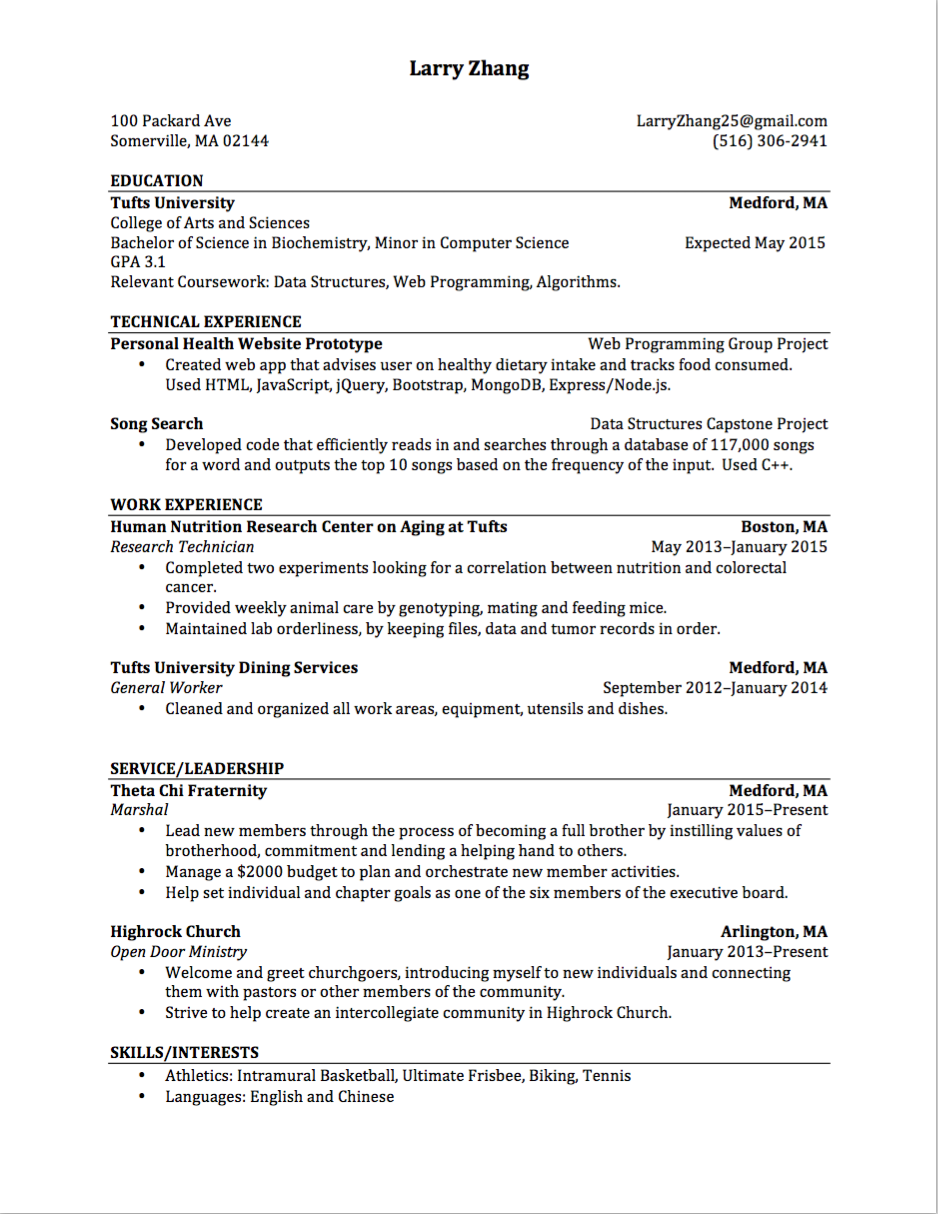 Larry Zhang
100 Packard Ave LarryZhang25@gmail.com
Somerville, MA 02144 (516) 306-2941
EDUCATION
Tufts University Medford, MA
College of Arts and Sciences
Bachelor of Science in Biochemistry, Minor in Computer Science Expected May 2015
GPA 3.1
Relevant Coursework: Data Structures, Web Programming, Algorithms.
TECHNICAL EXPERIENCE
Personal Health Website Prototype Web Programming Group Project
• Created web app that advises user on healthy dietary intake and tracks food consumed.
Used HTML, JavaScript, jQuery, Bootstrap, MongoDB, Express/Node.js.
Song Search Data Structures Capstone Project
• Developed code that efficiently reads in and searches through a database of 117,000 songs
for a word and outputs the top 10 songs based on the frequency of the input. Used C++.
WORK EXPERIENCE
Human Nutrition Research Center on Aging at Tufts Boston, MA
Research Technician May 2013–January 2015
• Completed two experiments looking for a correlation between nutrition and colorectal
cancer.
• Provided weekly animal care by genotyping, mating and feeding mice.
• Maintained lab orderliness, by keeping files, data and tumor records in order.
Tufts University Dining Services Medford, MA
General Worker September 2012–January 2014
• Cleaned and organized all work areas, equipment, utensils and dishes.
SERVICE/LEADERSHIP
Theta Chi Fraternity Medford, MA
Marshal January 2015–Present
• Lead new members through the process of becoming a full brother by instilling values of
brotherhood, commitment and lending a helping hand to others.
• Manage a $2000 budget to plan and orchestrate new member activities.
• Help set individual and chapter goals as one of the six members of the executive board.
Highrock Church Arlington, MA
Open Door Ministry January 2013–Present
• Welcome and greet churchgoers, introducing myself to new individuals and connecting
them with pastors or other members of the community.
• Strive to help create an intercollegiate community in Highrock Church.
SKILLS/INTERESTS
• Athletics: Intramural Basketball, Ultimate Frisbee, Biking, Tennis
• Languages: English and Chinese